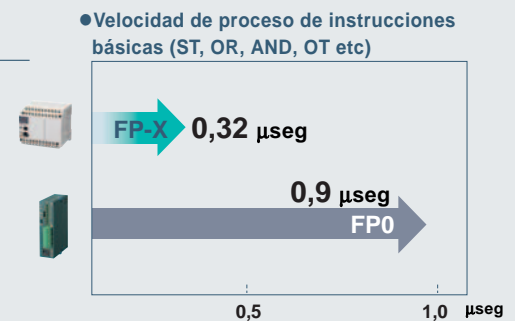 ●Velocidad de proceso de instrucciones
básicas (ST, OR, AND, OT etc)
FP-X 0,32 µseg
0,9 µseg
FP0
0,5 1,0 µseg